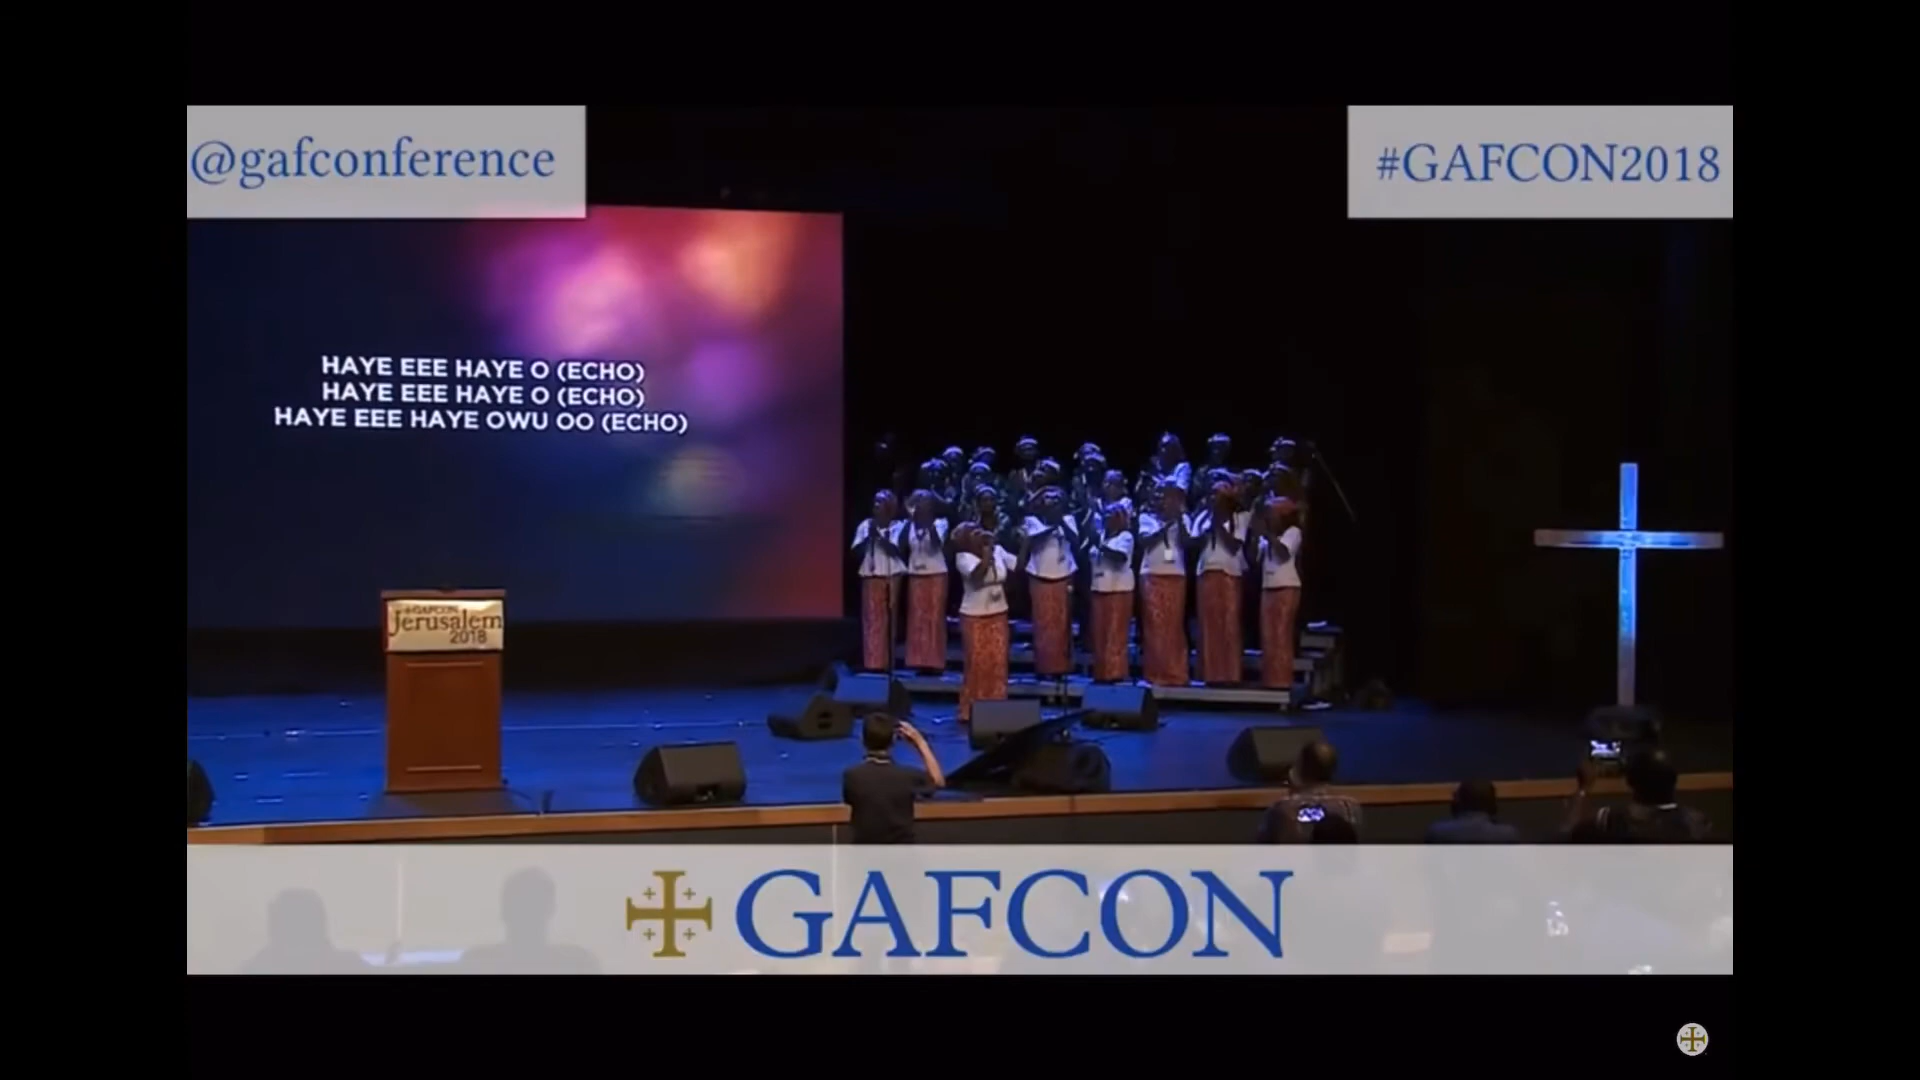 @gafconference
#GAFCON2018
HAYE EEE HAYE O (ECHO)
HAYE EEE HAYE O (ECHO)
HAYE EEE HAYE OWU OO (ECHO)
GAFCON
Jerusalem
2018
GAFCON